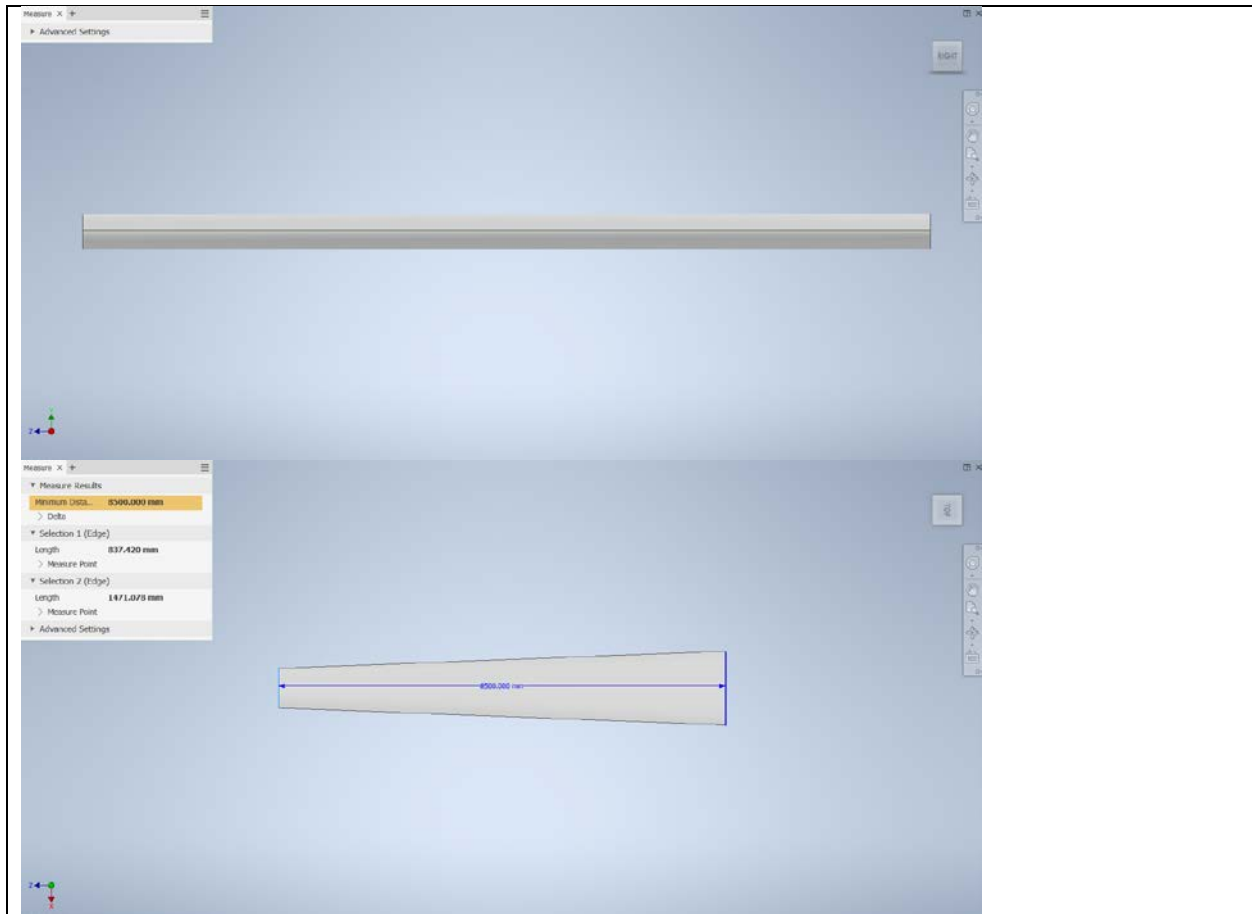 Measure X +
Advanced Settings
RIGHT
Y
Z
Measure X +
Measure Results
Minimum Dista... 8500.000 mm
Delta
Selection 1 (Edge)
Length 837.420 mm
Measure Point
Selection 2 (Edge)
Length 1471.078 mm
Measure Point
Advanced Settings
TOP
8500.000 mm
Z
X